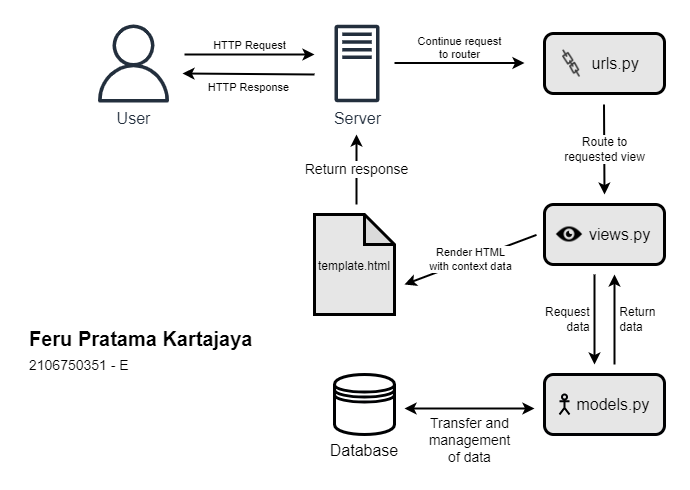 HTTP Request
HTTP Response
User
Server
Continue request
to router
urls.py
Route to
requested view
Return response
template.html
Render HTML
with context data
views.py
Request
data
Return
data
Feru Pratama Kartajaya
2106750351 - E
Database
Transfer and
management
of data
models.py